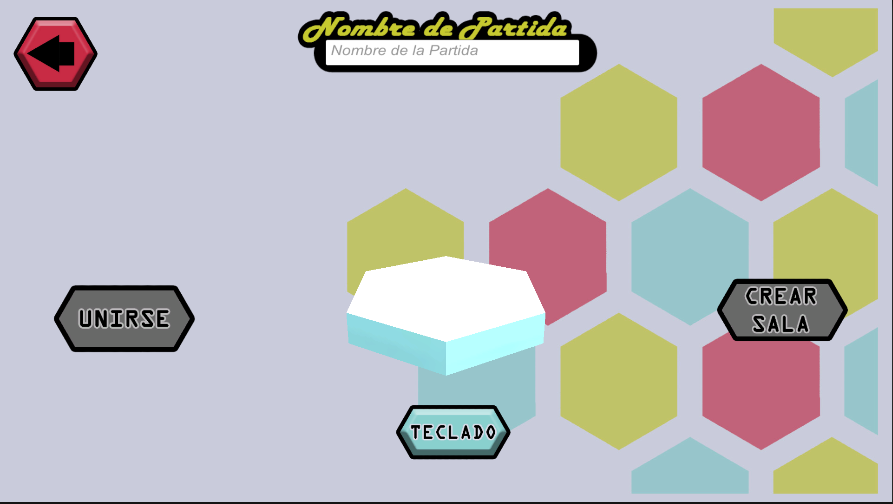 Nombre de Partida
Nombre de la Partida
UNIRSE
CREAR
SALA
TECLADO